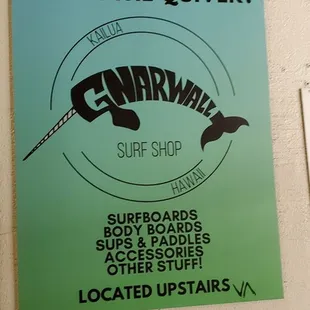 KAILUA
GNARWALL
SURF SHOP
HAWAII
SURFBOARDS
BODY BOARDS
SUPS & PADDLES
ACCESSORIES
OTHER STUFF!
LOCATED UPSTAIRS